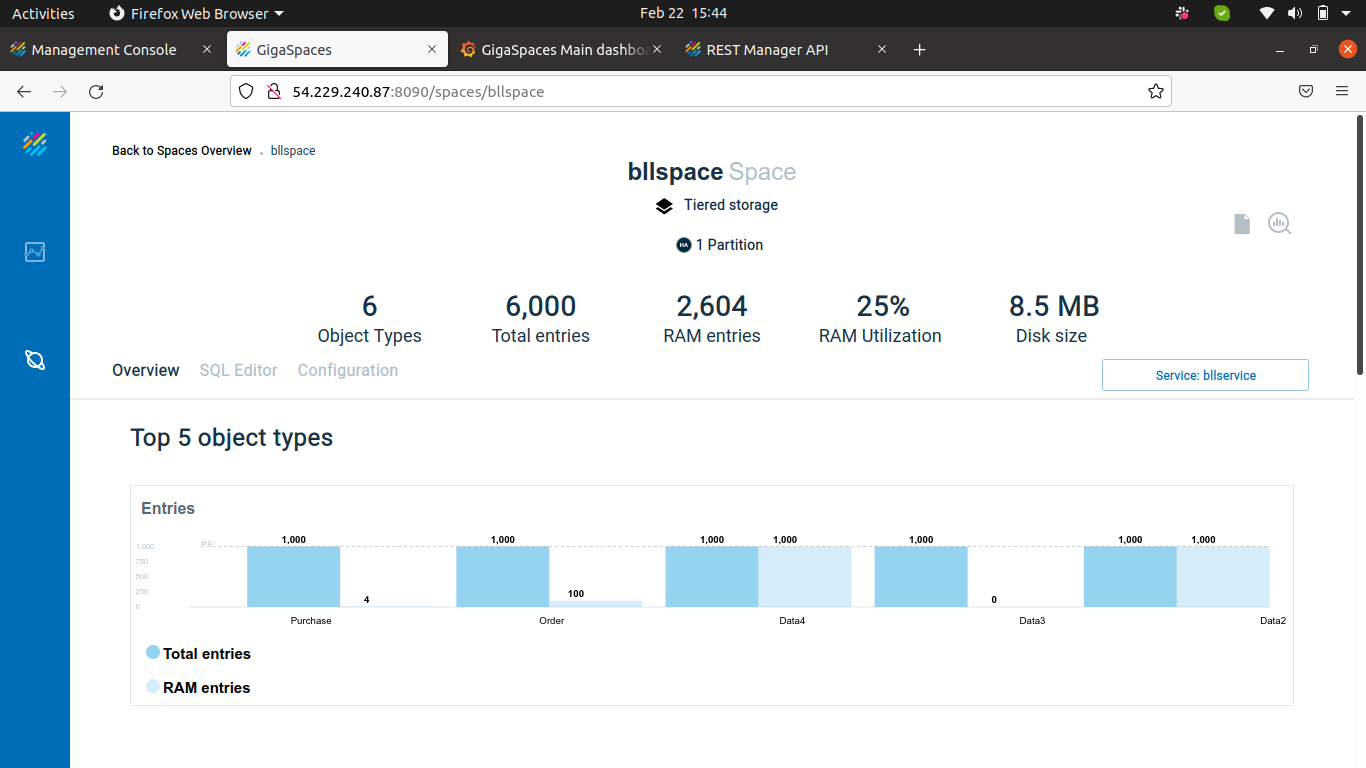 Activities Firefox Web Browser Feb 22 15:44
Management Console GigaSpaces GigaSpaces Main dashbo REST Manager API
54.229.240.87:8090/spaces/bllspace
Back to Spaces Overview bllspace
bllspace Space
Tiered storage
HA 1 Partition
6 6,000 2,604 25% 8.5 MB
Object Types Total entries RAM entries RAM Utilization Disk size
Overview SQL Editor Configuration Service: bllservice
Top 5 object types
Entries
1,000 1,000 1,000 1,000 1,000 1,000 1,000
1,000 avg.
750
500
250 100
0 4 0
Purchase Order Data4 Data3 Data2
Total entries
RAM entries